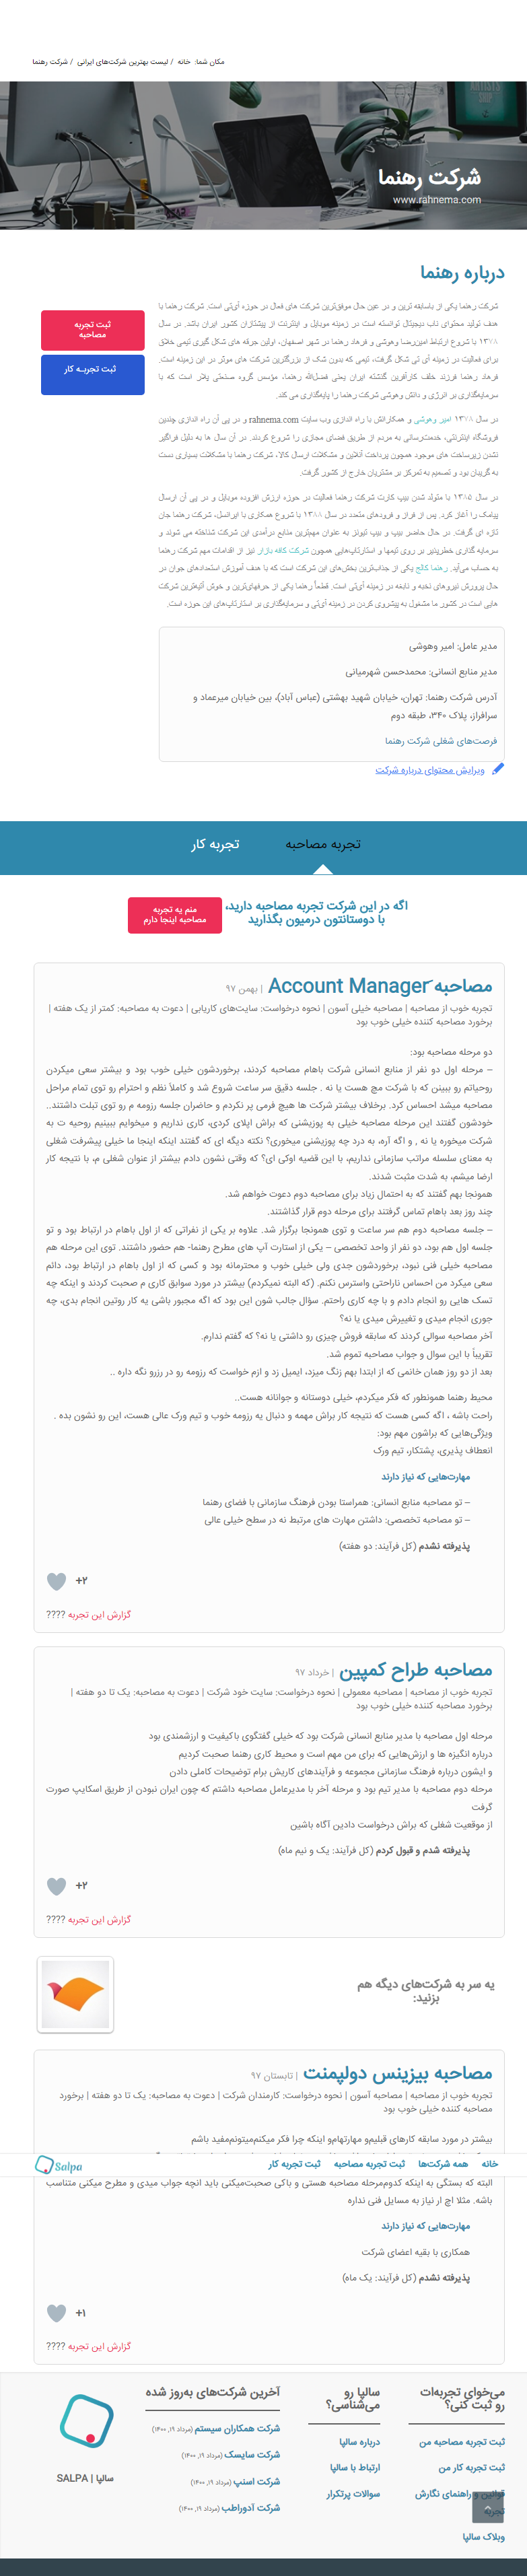 مکان شما: خانه / لیست بهترین شرکت‌های ایرانی / شرکت رهنما
شرکت رهنما
www.rahnema.com
درباره رهنما
ثبت تجربه
مصاحبه
ثبت تجربـه کار
شرکت رهنما یکی از باسابقه ترین و در عین حال موفق‌ترین شرکت های فعال در حوزه آی‌تی است. شرکت رهنما با
هدف تولید محتوای ناب دیجیتال توانسته است در زمینه موبایل و اینترنت از پیشتازان کشور ایران باشد. در سال
۱۳۷۸ با شروع ارتباط امیررضا وهوشی و فرهاد رهنما در شهر اصفهان، اولین جرقه های شکل گیری تیمی خلاق
برای فعالیت در زمینه آی تی شکل گرفت، تیمی که بدون شک از بزرگترین شرکت های موثر در این زمینه است.
فرهاد رهنما فرزند خلف کارآفرین گذشته ایران یعنی فضل‌الله رهنما، مؤسس گروه صنعتی پلار است که با
سرمایه‌گذاری بر انرژی و دانش وهوشی شرکت رهنما را پایه‌گذاری می کند.
در سال ۱۳۷۸ امیر وهوشی و همکارانش با راه اندازی وب سایت rahnema.com و در پی آن راه اندازی چندین
فروشگاه اینترنتی، خدمت‌رسانی به مردم از طریق فضای مجازی را شروع کردند. در آن سال ها به دلیل فراگیر
نشدن زیرساخت های موجود همچون پرداخت آنلاین و مشکلات ارسال کالا، شرکت رهنما با مشکلات بسیاری دست
به گریبان بود و تصمیم به تمرکز بر مشتریان خارج از کشور گرفت.
در سال ۱۳۸۵ با متولد شدن بیپ کارت شرکت رهنما فعالیت در حوزه ارزش افزوده موبایل و در پی آن ارسال
پیامک را آغاز کرد. پس از فراز و فرودهای متعدد در سال ۱۳۸۸ با شروع همکاری با ایرانسل، شرکت رهنما جان
تازه ای گرفت. در حال حاضر بیپ و بیپ تیونز به عنوان مهم‌ترین منابع درآمدی این شرکت شناخته می شوند و
سرمایه گذاری خطرپذیر بر روی تیمها و استارتاپ‌هایی همچون شرکت کافه بازار نیز از اقدامات مهم شرکت رهنما
به حساب می‌آید. رهنما کالج یکی از جذاب‌ترین بخش‌های این شرکت است که با هدف آموزش استعدادهای جوان در
حال پرورش نیروهای نخبه و نابغه در زمینه آی‌تی است. قطعاً رهنما یکی از حرفه‌ای‌ترین و خوش آتیه‌ترین شرکت
هایی است در کشور ما مشغول به پیشروی کردن در زمینه آی‌تی و سرمایه‌گذاری بر استارتاپ‌های این حوزه است.
مدیر عامل: امیر وهوشی
مدیر منابع انسانی: محمدحسن شهرمیانی
آدرس شرکت رهنما: تهران، خیابان شهید بهشتی (عباس آباد)، بین خیابان میرعماد و
سرافراز، پلاک ۳۴۰، طبقه دوم
فرصت‌های شغلی شرکت رهنما
ویرایش محتوای درباره شرکت
تجربه مصاحبه
تجربه کار
اگه در این شرکت تجربه مصاحبه دارید،
با دوستانتون درمیون بگذارید
منم یه تجربه
مصاحبه اینجا دارم
مصاحبه Account Manager | بهمن ۹۷
تجربه خوب از مصاحبه | مصاحبه خیلی آسون | نحوه درخواست: سایت‌های کاریابی | دعوت به مصاحبه: کمتر از یک هفته |
برخورد مصاحبه کننده خیلی خوب بود
دو مرحله مصاحبه بود:
– مرحله اول دو نفر از منابع انسانی شرکت باهام مصاحبه کردند، برخوردشون خیلی خوب بود و بیشتر سعی میکردن
روحیاتم رو ببینن که با شرکت مچ هست یا نه . جلسه دقیق سر ساعت شروع شد و کاملاً نظم و احترام رو توی تمام مراحل
مصاحبه میشد احساس کرد. برخلاف بیشتر شرکت ها هیچ فرمی پر نکردم و حاضران جلسه رزومه م رو توی تبلت داشتند..
خودشون گفتند این مرحله مصاحبه خیلی به پوزیشنی که براش اپلای کردی، کاری نداریم و میخوایم ببینیم روحیه ت به
شرکت میخوره یا نه , و اگه آره، به درد چه پوزیشنی میخوری؟ نکته دیگه ای که گفتند اینکه اینجا ما خیلی پیشرفت شغلی
به معنای سلسله مراتب سازمانی نداریم، با این قضیه اوکی ای؟ که وقتی نشون دادم بیشتر از عنوان شغلی م، با نتیجه کار
ارضا میشم، به شدت مثبت شدند.
همونجا بهم گفتند که به احتمال زیاد برای مصاحبه دوم دعوت خواهم شد.
چند روز بعد باهام تماس گرفتند برای مرحله دوم قرار گذاشتند.
– جلسه مصاحبه دوم هم سر ساعت و توی همونجا برگزار شد. علاوه بر یکی از نفراتی که از اول باهام در ارتباط بود و تو
جلسه اول هم بود، دو نفر از واحد تخصصی – یکی از استارت آپ های مطرح رهنما- هم حضور داشتند. توی این مرحله هم
مصاحبه خیلی فنی نبود، برخوردشون جدی ولی خیلی خوب و محترمانه بود و کسی که از اول باهام در ارتباط بود، دائم
سعی میکرد من احساس ناراحتی واسترس نکنم. (که البته نمیکردم) بیشتر در مورد سوابق کاری م صحبت کردند و اینکه چه
تسک هایی رو انجام دادم و با چه کاری راحتم. سؤال جالب شون این بود که اگه مجبور باشی یه کار روتین انجام بدی، چه
جوری انجام میدی و تغییرش میدی یا نه؟
آخر مصاحبه سوالی کردند که سابقه فروش چیزی رو داشتی یا نه؟ که گفتم ندارم.
تقریباً با این سوال و جواب مصاحبه تموم شد.
بعد از دو روز همان خانمی که از ابتدا بهم زنگ میزد، ایمیل زد و ازم خواست که رزومه رو در رزرو نگه داره ..
محیط رهنما همونطور که فکر میکردم، خیلی دوستانه و جوانانه هست..
راحت باشه ، اگه کسی هست که نتیجه کار براش مهمه و دنبال یه رزومه خوب و تیم ورک عالی هست، این رو نشون بده .
ویژگی‌هایی که براشون مهم بود:
انعطاف پذیری، پشتکار، تیم ورک
مهارت‌هایی که نیاز دارند
– تو مصاحبه منابع انسانی: همراستا بودن فرهنگ سازمانی با فضای رهنما
– تو مصاحبه تخصصی: داشتن مهارت های مرتبط نه در سطح خیلی عالی
پذیرفته نشدم (کل فرآیند: دو هفته)
+۲
گزارش این تجربه ????
مصاحبه طراح کمپین | خرداد ۹۷
تجربه خوب از مصاحبه | مصاحبه معمولی | نحوه درخواست: سایت خود شرکت | دعوت به مصاحبه: یک تا دو هفته |
برخورد مصاحبه کننده خیلی خوب بود
مرحله اول مصاحبه با مدیر منابع انسانی شرکت بود که خیلی گفتگوی باکیفیت و ارزشمندی بود
درباره انگیزه ها و ارزش‌هایی که برای من مهم است و محیط کاری رهنما صحبت کردیم
و ایشون درباره فرهنگ سازمانی مجموعه و فرآیندهای کاریش برام توضیحات کاملی دادن
مرحله دوم مصاحبه با مدیر تیم بود و مرحله آخر با مدیرعامل مصاحبه داشتم که چون ایران نبودن از طریق اسکایپ صورت
گرفت
از موقعیت شغلی که براش درخواست دادین آگاه باشین
پذیرفته شدم و قبول کردم (کل فرآیند: یک و نیم ماه)
+۲
گزارش این تجربه ????
یه سر به شرکت‌های دیگه هم
بزنید:
مصاحبه بیزینس دولپمنت | تابستان ۹۷
تجربه خوب از مصاحبه | مصاحبه آسون | نحوه درخواست: کارمندان شرکت | دعوت به مصاحبه: یک تا دو هفته | برخورد
مصاحبه کننده خیلی خوب بود
بیشتر در مورد سابقه کارهای قبلیم‌و مهارتهام‌و اینکه چرا فکر میکنم‌میتونم‌مفید باشم
خانه
همه شرکت‌ها
ثبت تجربه مصاحبه
ثبت تجربه کار
Salpa
البته که بستگی به اینکه کدوم‌مرحله مصاحبه هستی و باکی صحبت‌میکنی باید انچه جواب میدی و مطرح میکنی متناسب
باشه. مثلا اچ ار نیاز به مسایل فنی نداره
مهارت‌هایی که نیاز دارند
همکاری با بقیه اعضای شرکت
پذیرفته نشدم (کل فرآیند: یک ماه)
+۱
گزارش این تجربه ????
می‌خوای تجربه‌ات
رو ثبت کنی؟
ثبت تجربه مصاحبه من
ثبت تجربه کار من
قوانین و راهنمای نگارش
تجربه
وبلاگ سالپا
سالپا رو
می‌شناسی؟
درباره سالپا
ارتباط با سالپا
سوالات پرتکرار
آخرین شرکت‌های به‌روز شده
شرکت همکاران سیستم (مرداد ۱۹, ۱۴۰۰)
شرکت سایسک (مرداد ۱۹, ۱۴۰۰)
شرکت اسنپ (مرداد ۱۹, ۱۴۰۰)
شرکت آدوراطب (مرداد ۱۹, ۱۴۰۰)
سالپا | SALPA